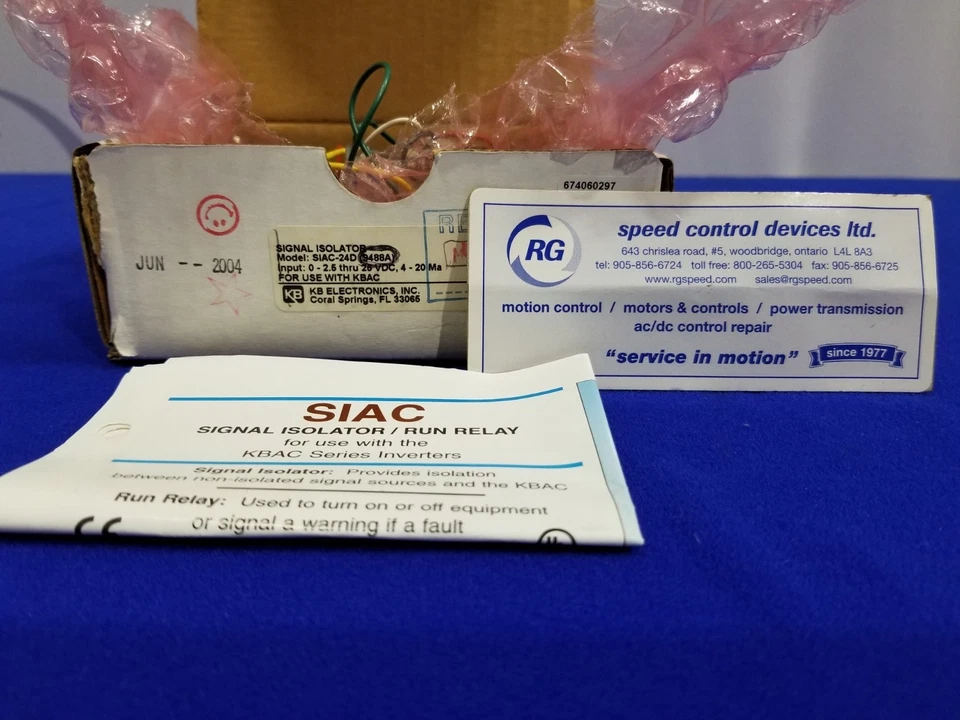 674060297
JUN -- 2004
SIGNAL ISOLATOR
Model: SIAC-24D (9488A)
Input: 0 - 2.5 thru 25 VDC, 4 - 20 Ma
FOR USE WITH KBAC
KB
KB ELECTRONICS, INC.
Coral Springs, FL 33065
RG
speed control devices ltd.
643 chrislea road, #5, woodbridge, ontario L4L 8A3
tel: 905-856-6724 toll free: 800-265-5304 fax: 905-856-6725
www.rgspeed.com sales@rgspeed.com
motion control / motors & controls / power transmission
ac/dc control repair
"service in motion"
since 1977
SIAC
SIGNAL ISOLATOR / RUN RELAY
for use with the
KBAC Series Inverters
Signal Isolator: Provides isolation
between non-isolated signal sources and the KBAC
Run Relay: Used to turn on or off equipment
or signal a warning if a fault
CE